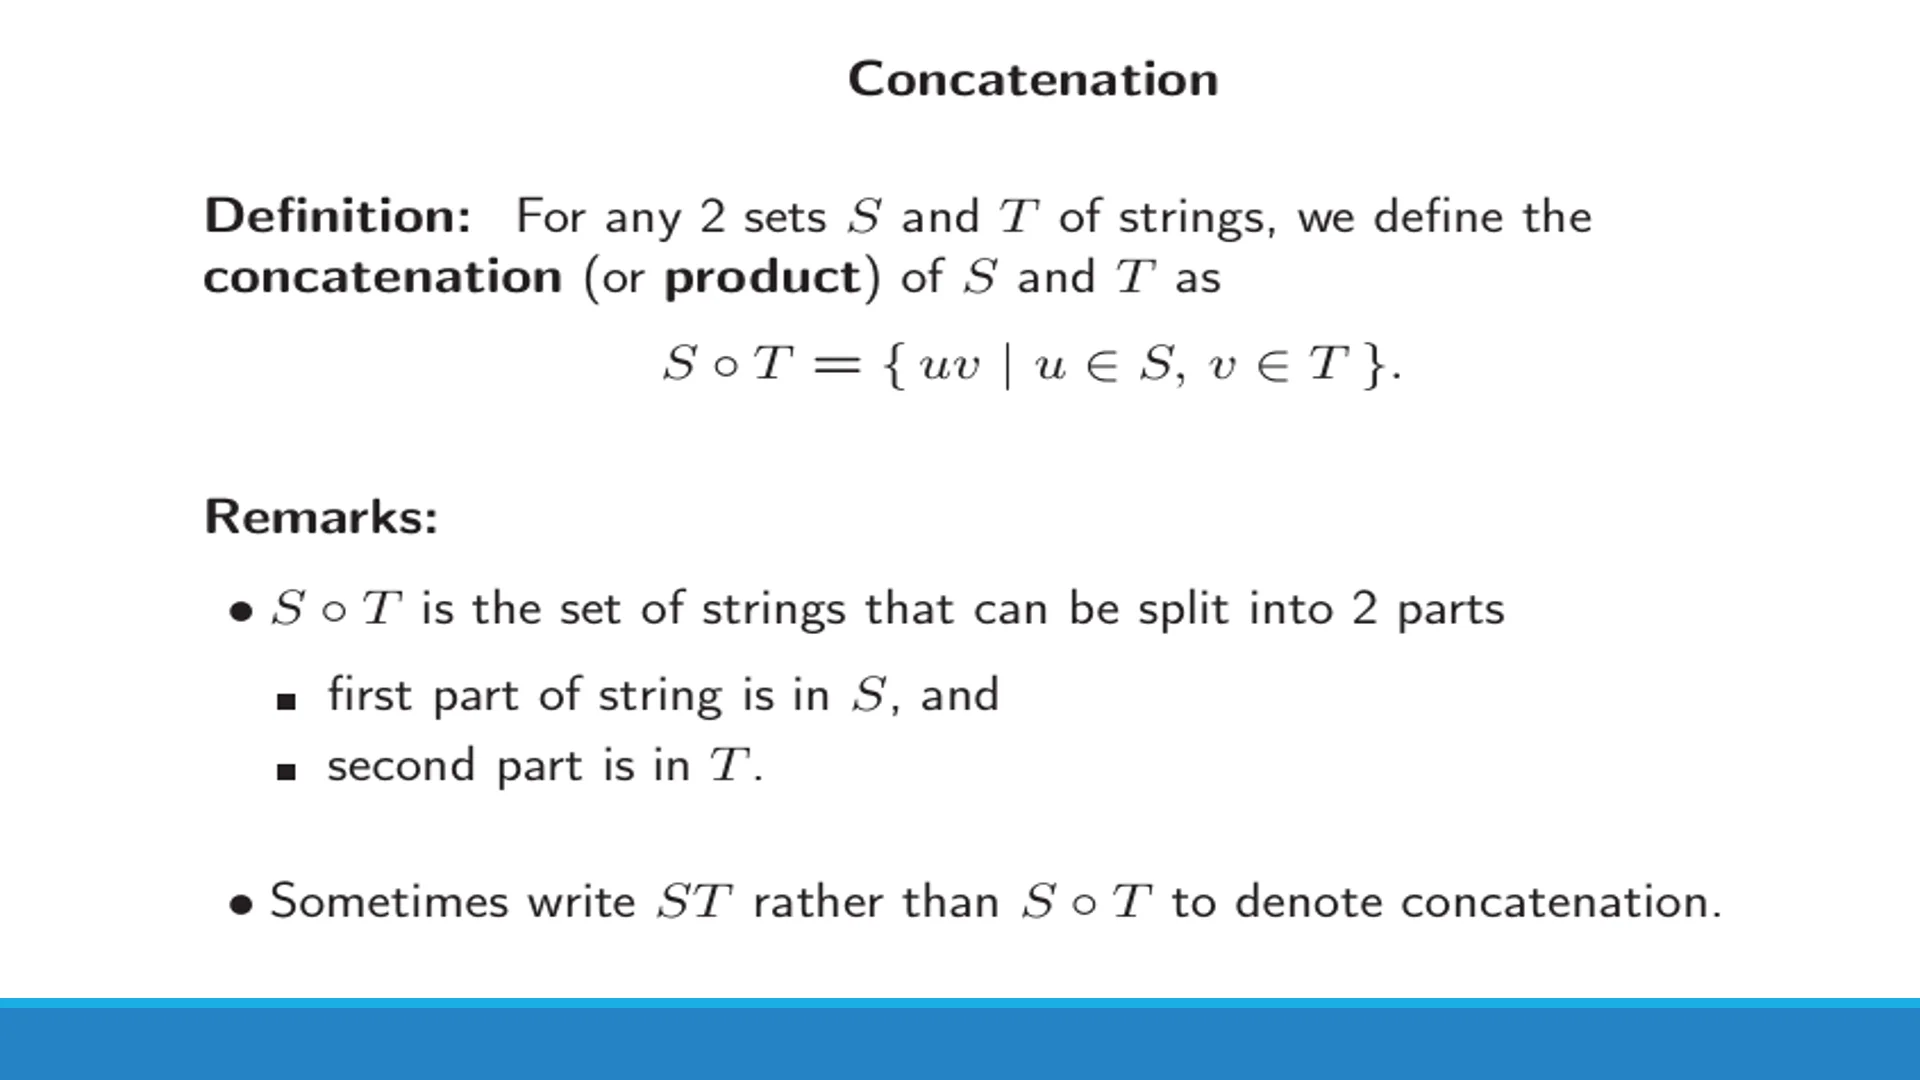 Concatenation
Definition: For any 2 sets S and T of strings, we define the
concatenation (or product) of S and T as
S ∘ T = { uv | u ∈ S, v ∈ T }.
Remarks:
• S ∘ T is the set of strings that can be split into 2 parts
▪ first part of string is in S, and
▪ second part is in T.
• Sometimes write ST rather than S ∘ T to denote concatenation.